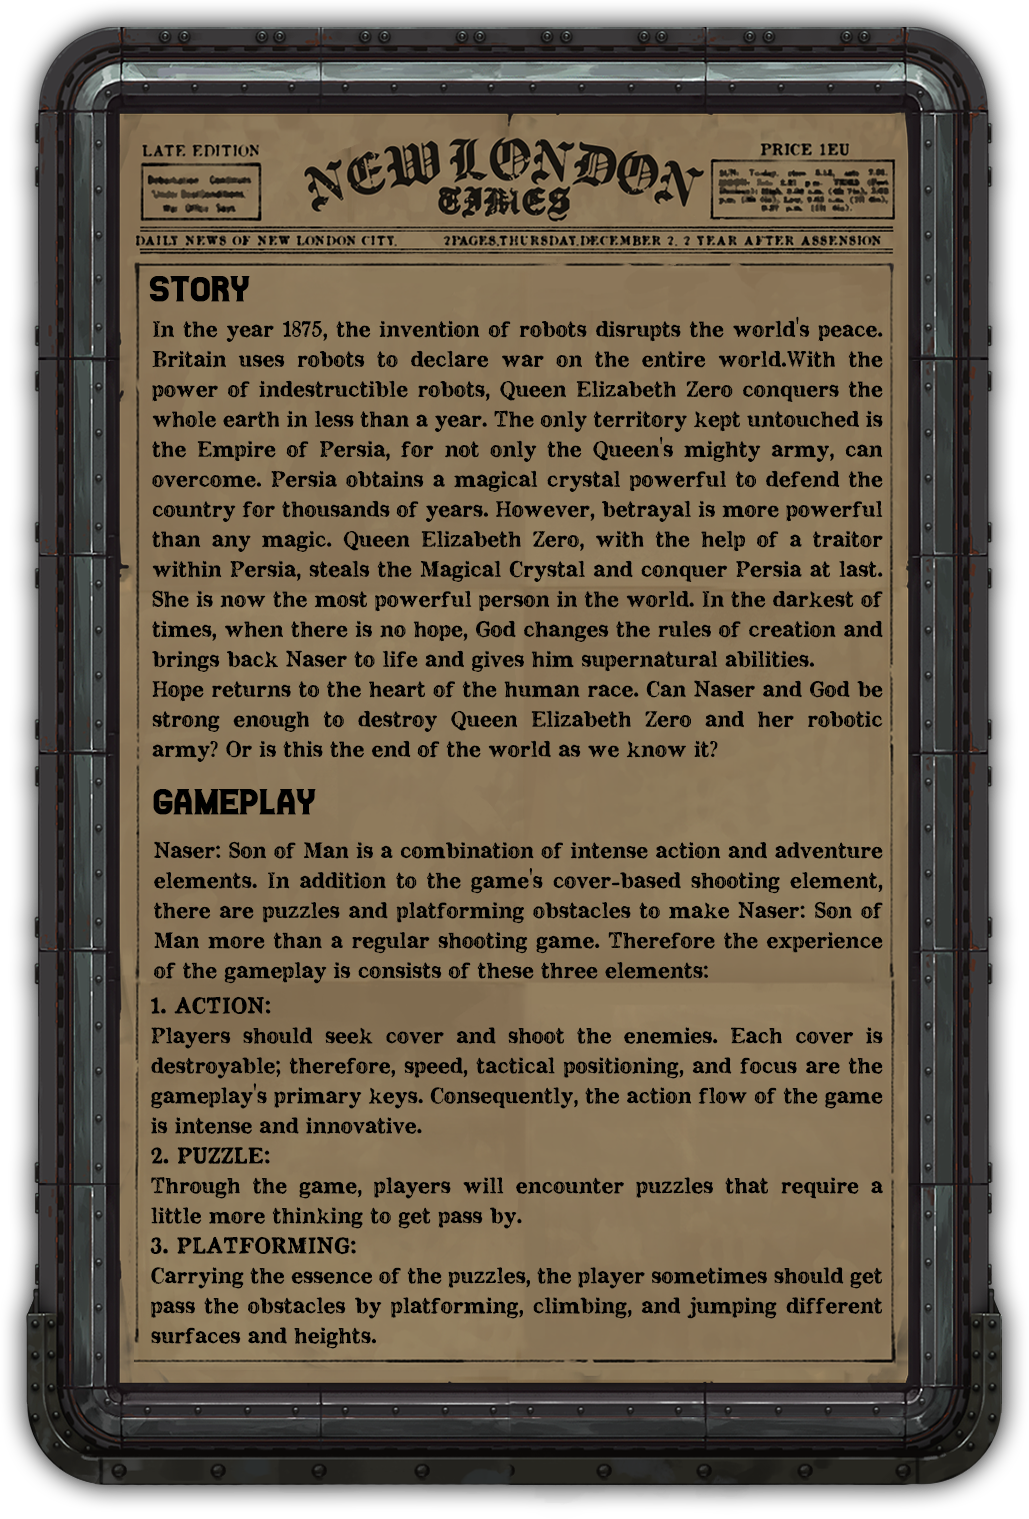 LATE EDITION
NEW LONDON
TIMES
PRICE 1EU
Under
War Office Says
DAILY NEWS OF NEW LONDON CITY.
2PAGES,THURSDAY,DECEMBER 2, 2 YEAR AFTER ASSENSION
STORY
In the year 1875, the invention of robots disrupts the world's peace.
Britain uses robots to declare war on the entire world.With the
power of indestructible robots, Queen Elizabeth Zero conquers the
whole earth in less than a year. The only territory kept untouched is
the Empire of Persia, for not only the Queen's mighty army, can
overcome. Persia obtains a magical crystal powerful to defend the
country for thousands of years. However, betrayal is more powerful
than any magic. Queen Elizabeth Zero, with the help of a traitor
within Persia, steals the Magical Crystal and conquer Persia at last.
She is now the most powerful person in the world. In the darkest of
times, when there is no hope, God changes the rules of creation and
brings back Naser to life and gives him supernatural abilities.
Hope returns to the heart of the human race. Can Naser and God be
strong enough to destroy Queen Elizabeth Zero and her robotic
army? Or is this the end of the world as we know it?
GAMEPLAY
Naser: Son of Man is a combination of intense action and adventure
elements. In addition to the game's cover-based shooting element,
there are puzzles and platforming obstacles to make Naser: Son of
Man more than a regular shooting game. Therefore the experience
of the gameplay is consists of these three elements:
1. ACTION:
Players should seek cover and shoot the enemies. Each cover is
destroyable; therefore, speed, tactical positioning, and focus are the
gameplay's primary keys. Consequently, the action flow of the game
is intense and innovative.
2. PUZZLE:
Through the game, players will encounter puzzles that require a
little more thinking to get pass by.
3. PLATFORMING:
Carrying the essence of the puzzles, the player sometimes should get
pass the obstacles by platforming, climbing, and jumping different
surfaces and heights.